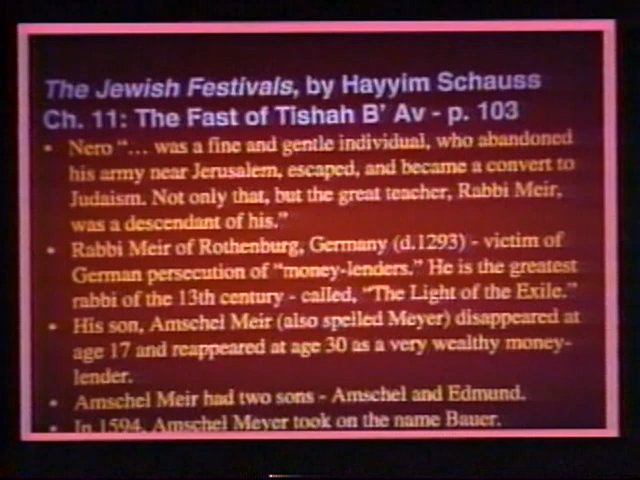 The Jewish Festivals, by Hayyim Schauss
Ch. 11: The Fast of Tishah B' Av - p. 103
• Nero “... was a fine and gentle individual, who abandoned
his army near Jerusalem, escaped, and became a convert to
Judaism. Not only that, but the great teacher, Rabbi Meir,
was a descendant of his.”
• Rabbi Meir of Rothenburg, Germany (d.1293) - victim of
German persecution of “money-lenders.” He is the greatest
rabbi of the 13th century - called, “The Light of the Exile.”
• His son, Amschel Meir (also spelled Meyer) disappeared at
age 17 and reappeared at age 30 as a very wealthy money-
lender.
• Amschel Meir had two sons - Amschel and Edmund.
• In 1594, Amschel Meyer took on the name Bauer.